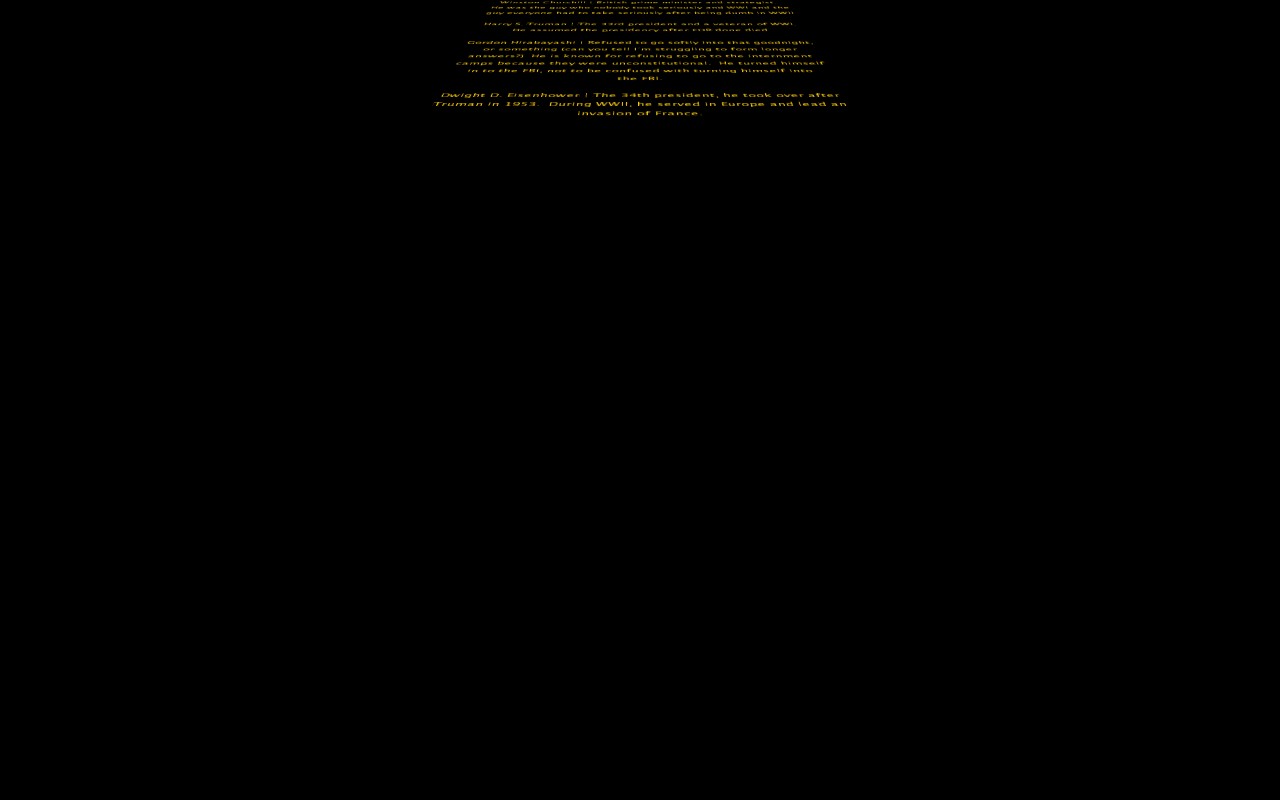 Winston Churchill | British prime minister and strategist.
He was the guy who nobody took seriously and WWI and the
guy everyone had to take seriously after being dumb in WWII.
Harry S. Truman | The 33rd president and a veteran of WWI.
He assumed the presidency after FDR done died.
Gordon Hirabayashi | Refused to go softly into that goodnight,
or something (can you tell I'm struggling to form longer
answers?)  He is known for refusing to go to the internment
camps because they were unconstitutional.  He turned himself
in to the FBI, not to be confused with turning himself into
the FBI.
Dwight D. Eisenhower | The 34th president, he took over after
Truman in 1953.  During WWII, he served in Europe and lead an
invasion of France.